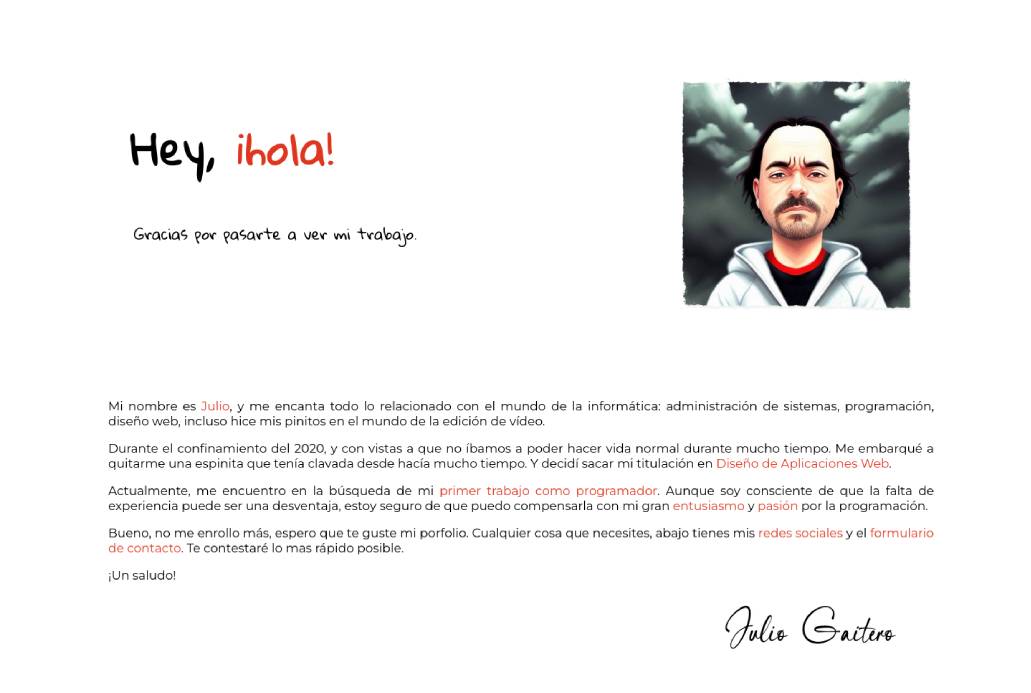 Hey, ¡hola!
Gracias por pasarte a ver mi trabajo.
Mi nombre es Julio, y me encanta todo lo relacionado con el mundo de la informática: administración de sistemas, programación,
diseño web, incluso hice mis pinitos en el mundo de la edición de vídeo.
Durante el confinamiento del 2020, y con vistas a que no íbamos a poder hacer vida normal durante mucho tiempo. Me embarqué a
quitarme una espinita que tenía clavada desde hacía mucho tiempo. Y decidí sacar mi titulación en Diseño de Aplicaciones Web.
Actualmente, me encuentro en la búsqueda de mi primer trabajo como programador. Aunque soy consciente de que la falta de
experiencia puede ser una desventaja, estoy seguro de que puedo compensarla con mi gran entusiasmo y pasión por la programación.
Bueno, no me enrollo más, espero que te guste mi porfolio. Cualquier cosa que necesites, abajo tienes mis redes sociales y el formulario
de contacto. Te contestaré lo mas rápido posible.
¡Un saludo!
Julio Gaitero